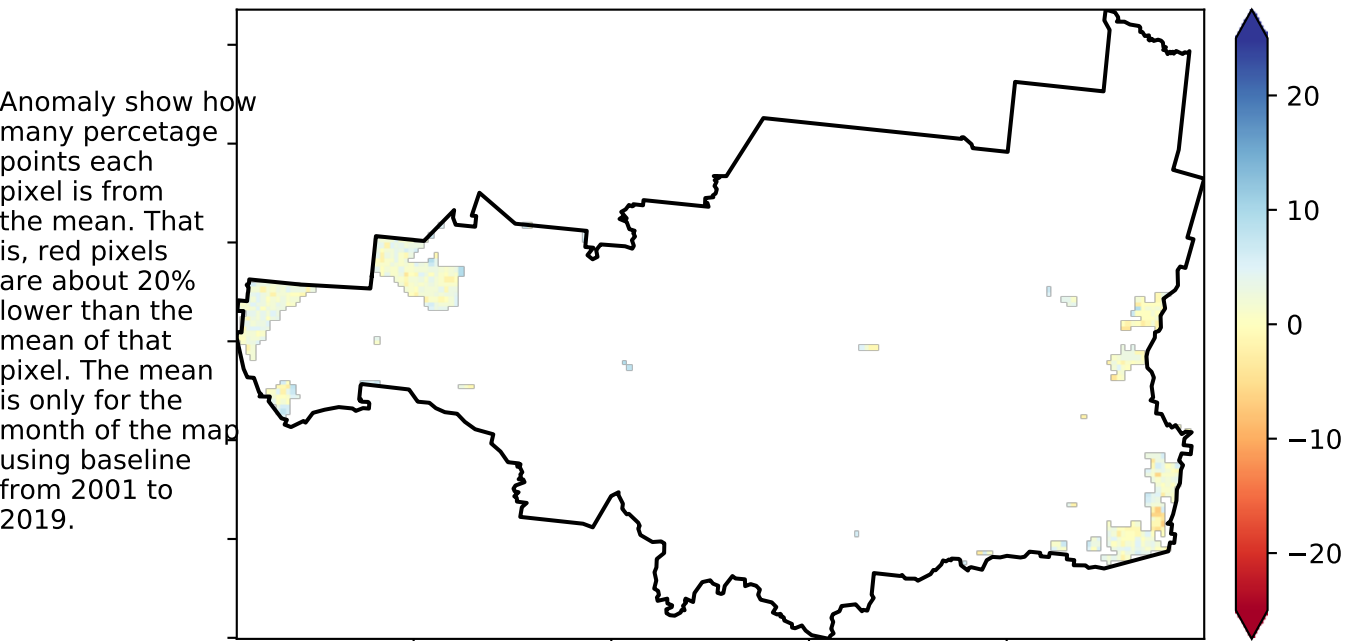 Anomaly show how
many percetage
points each
pixel is from
the mean. That
is, red pixels
are about 20%
lower than the
mean of that
pixel. The mean
is only for the
month of the map
using baseline
from 2001 to
2019.
20
10
0
−10
−20